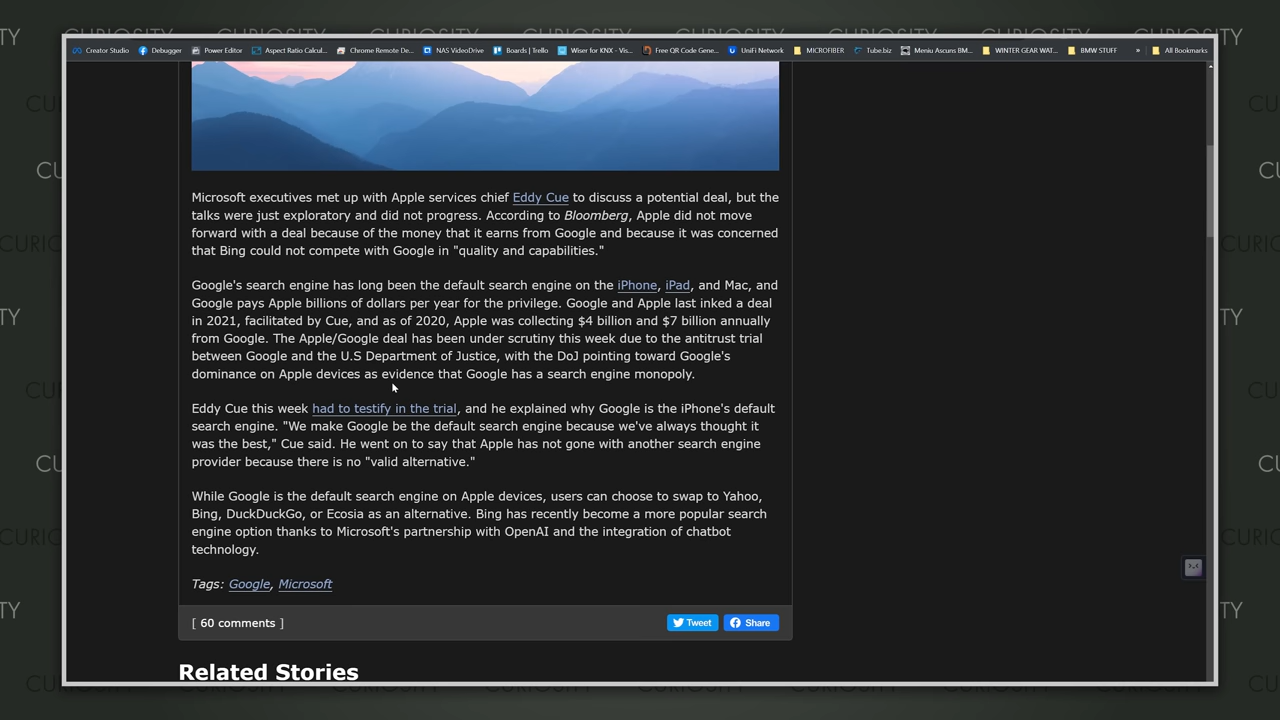 CURIOSITY CURIOSITY CURIOSITY CURIOSITY CURIOSITY CURIOSITY
Creator Studio Debugger Power Editor Aspect Ratio Calcul... Chrome Remote De... NAS VideoDrive Boards | Trello Wiser for KNX - Vis... Free QR Code Gene... UniFi Network MICROFIBER Tube.biz Meniu Ascuns BM... WINTER GEAR WAT... BMW STUFF » All Bookmarks
Microsoft executives met up with Apple services chief Eddy Cue to discuss a potential deal, but the
talks were just exploratory and did not progress. According to Bloomberg, Apple did not move
forward with a deal because of the money that it earns from Google and because it was concerned
that Bing could not compete with Google in "quality and capabilities."
Google's search engine has long been the default search engine on the iPhone, iPad, and Mac, and
Google pays Apple billions of dollars per year for the privilege. Google and Apple last inked a deal
in 2021, facilitated by Cue, and as of 2020, Apple was collecting $4 billion and $7 billion annually
from Google. The Apple/Google deal has been under scrutiny this week due to the antitrust trial
between Google and the U.S Department of Justice, with the DoJ pointing toward Google's
dominance on Apple devices as evidence that Google has a search engine monopoly.
Eddy Cue this week had to testify in the trial, and he explained why Google is the iPhone's default
search engine. "We make Google be the default search engine because we've always thought it
was the best," Cue said. He went on to say that Apple has not gone with another search engine
provider because there is no "valid alternative."
While Google is the default search engine on Apple devices, users can choose to swap to Yahoo,
Bing, DuckDuckGo, or Ecosia as an alternative. Bing has recently become a more popular search
engine option thanks to Microsoft's partnership with OpenAI and the integration of chatbot
technology.
Tags: Google, Microsoft
[ 60 comments ] Tweet Share
Related Stories